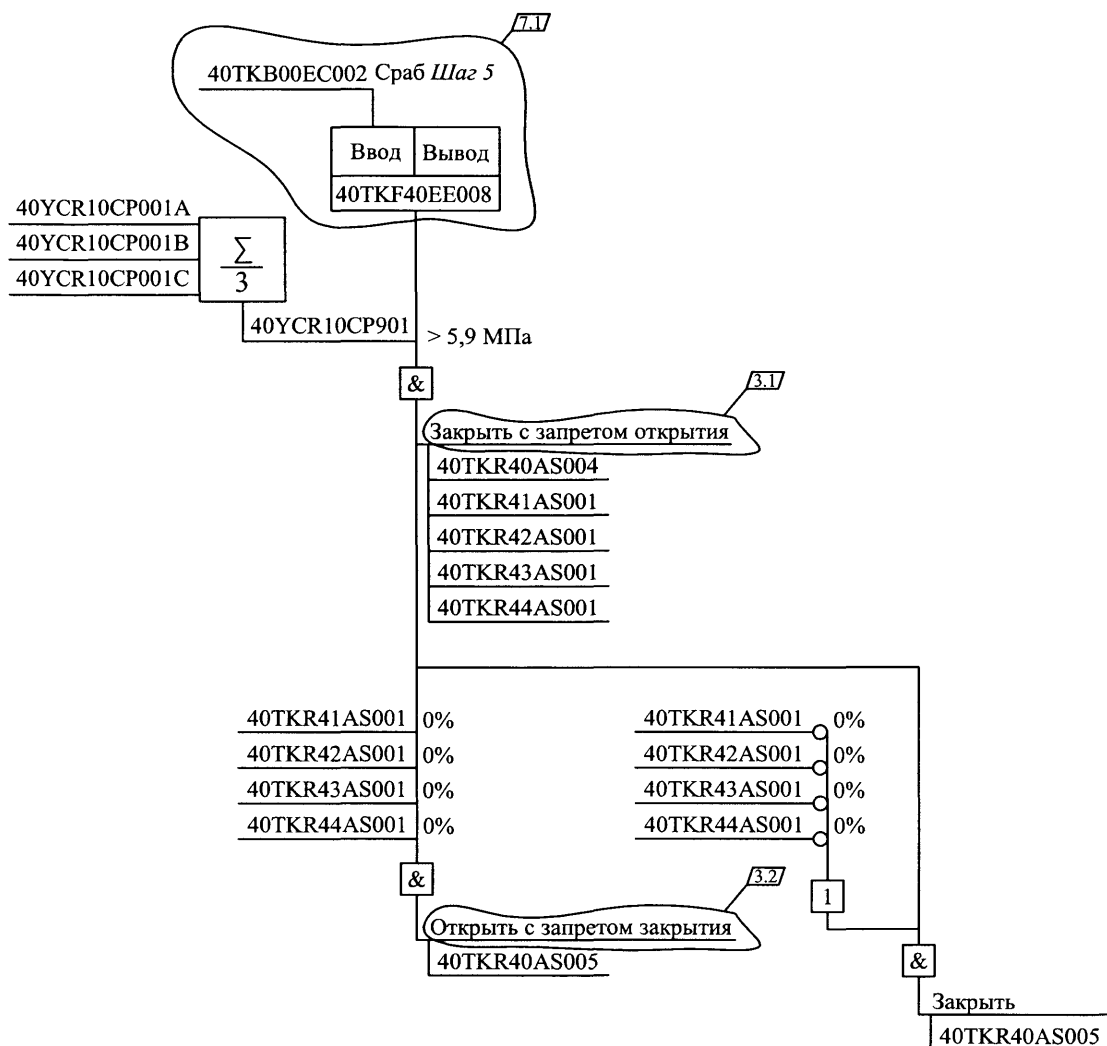 7.1
40TKB00EC002 Сраб Шаг 5
Ввод Вывод
40TKF40EE008
40YCR10CP001A
40YCR10CP001B
40YCR10CP001C
Σ
3
40YCR10CP901 > 5,9 МПа
&
3.1
Закрыть с запретом открытия
40TKR40AS004
40TKR41AS001
40TKR42AS001
40TKR43AS001
40TKR44AS001
40TKR41AS001 0%
40TKR42AS001 0%
40TKR43AS001 0%
40TKR44AS001 0%
40TKR41AS001 0%
40TKR42AS001 0%
40TKR43AS001 0%
40TKR44AS001 0%
&
1
3.2
Открыть с запретом закрытия
40TKR40AS005
&
Закрыть
40TKR40AS005